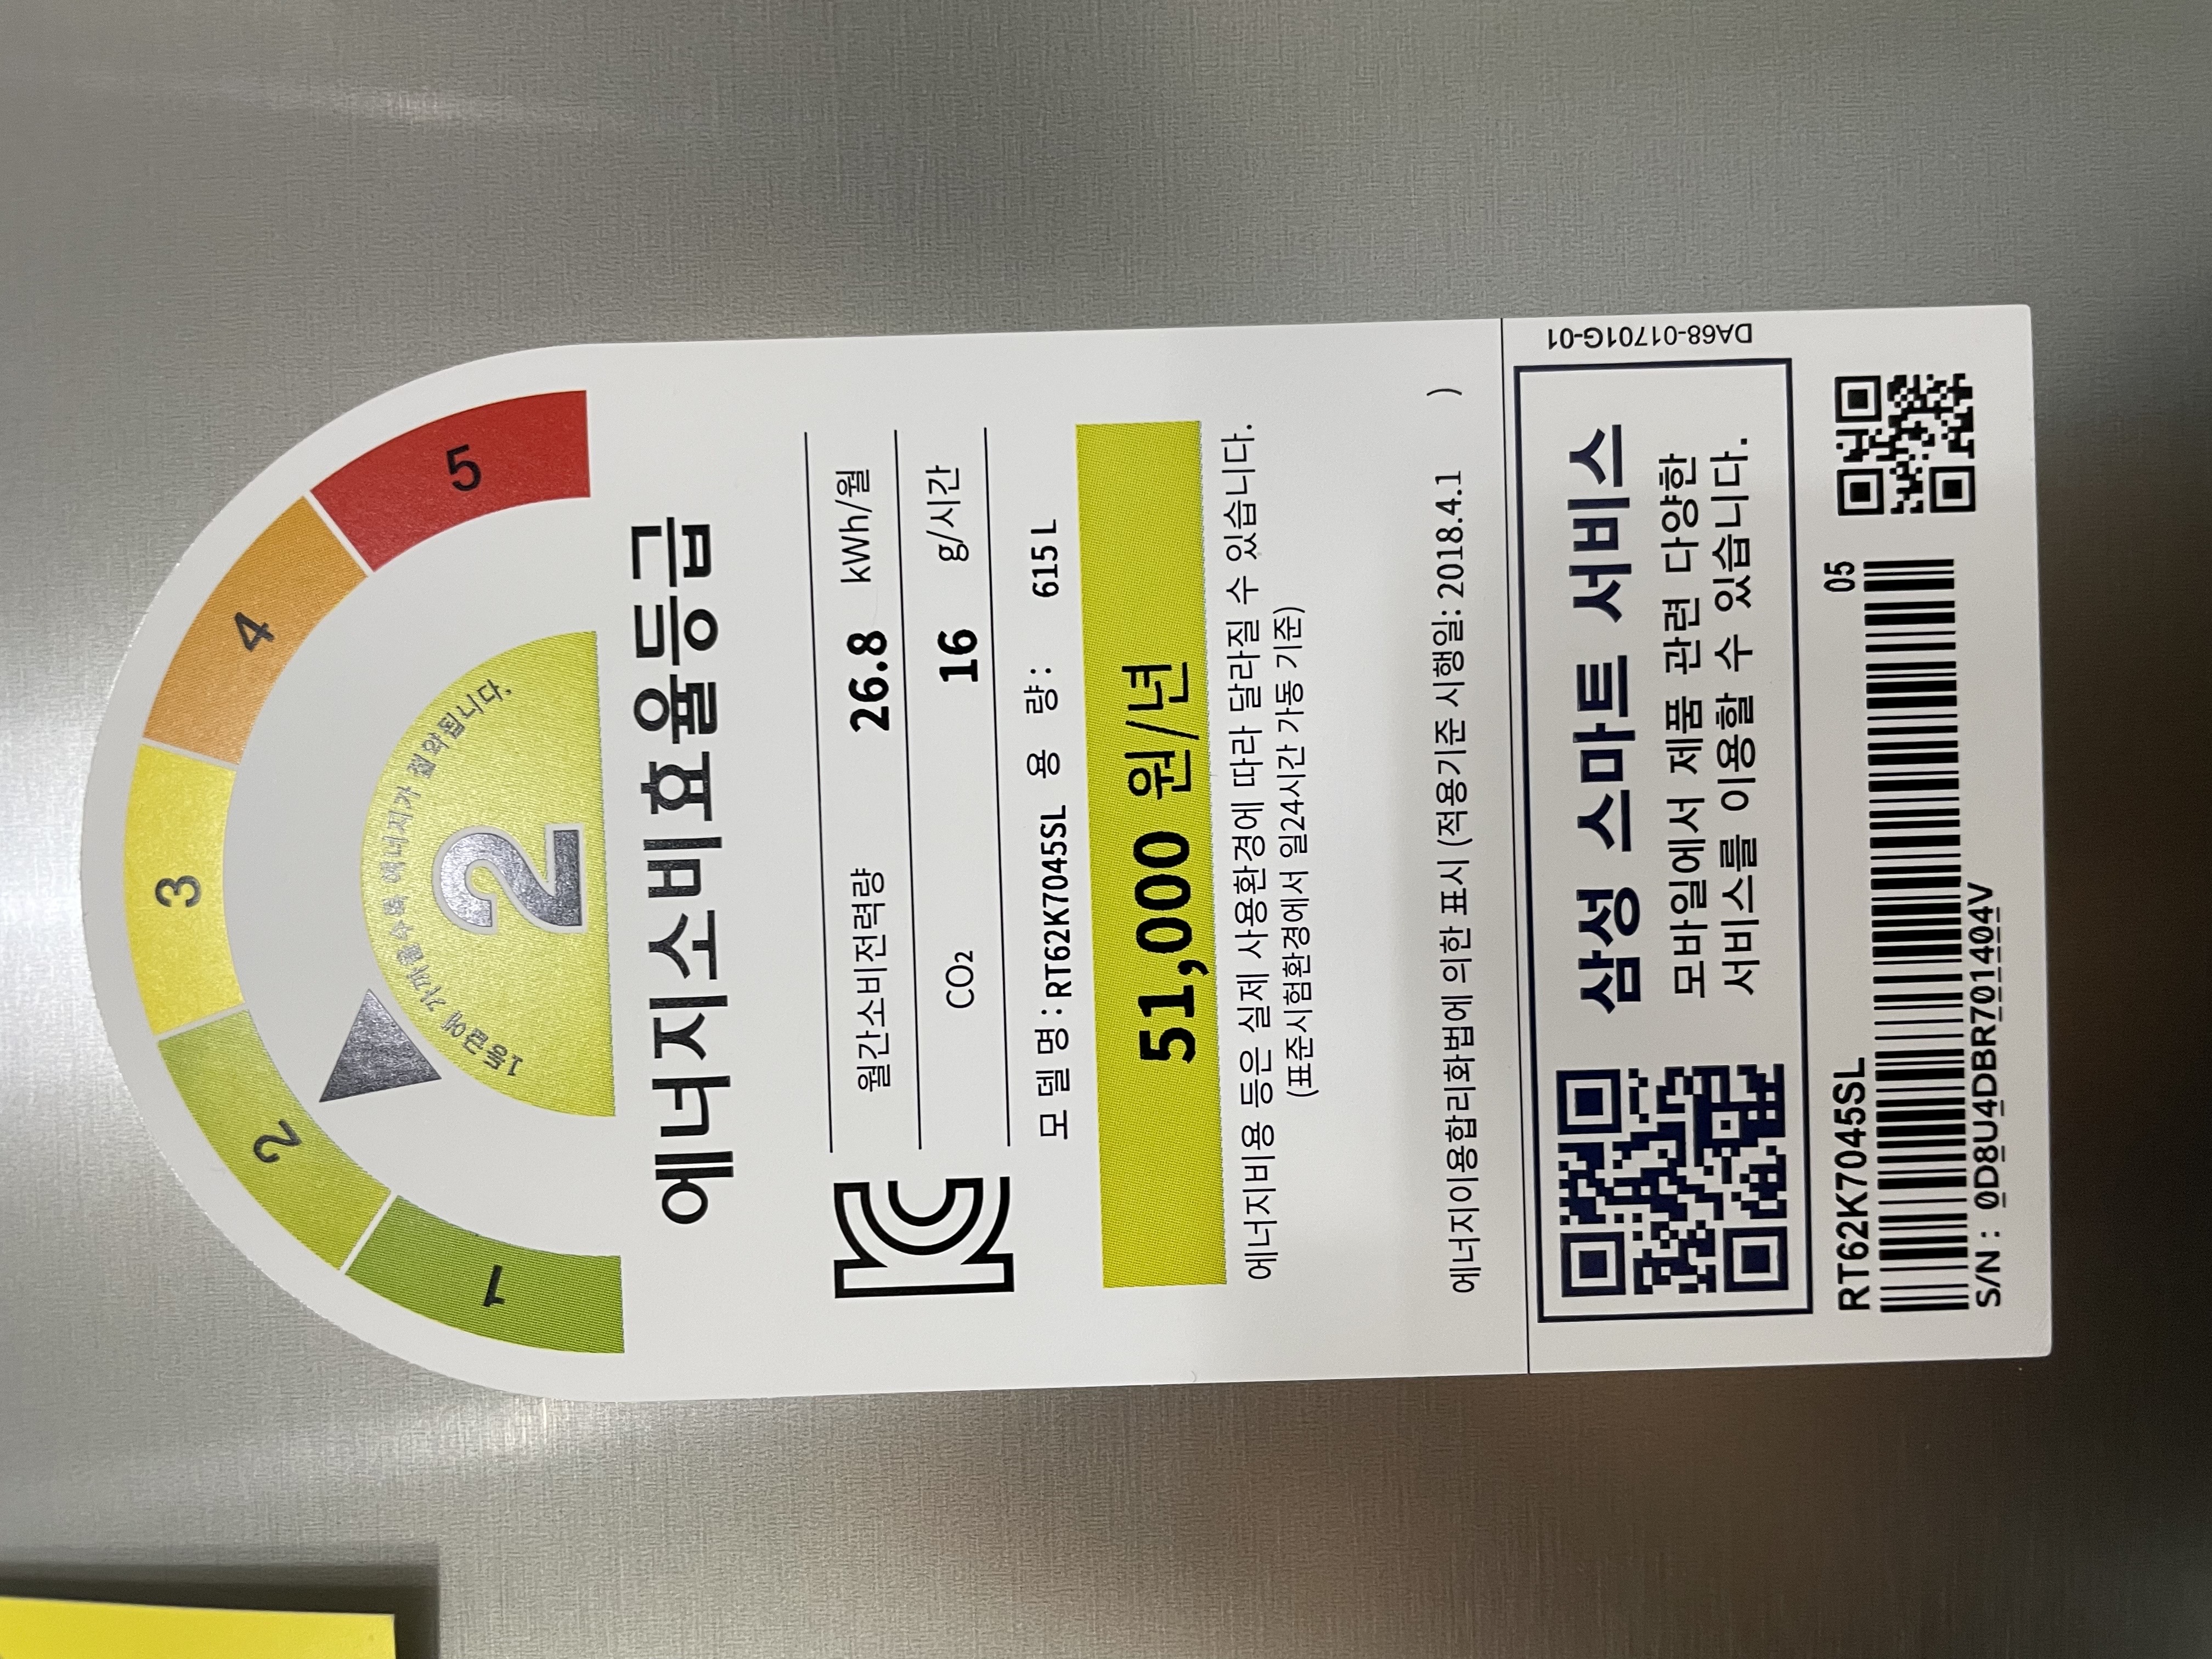 1 2 3 4 5
1등급에 가까울수록 에너지가 절약됩니다.
2
에너지소비효율등급
월간소비전력량 26.8 kWh/월
CO₂ 16 g/시간
모 델 명 : RT62K7045SL 용 량 : 615 L
51,000 원/년
에너지비용 등은 실제 사용환경에 따라 달라질 수 있습니다.
(표준시험환경에서 일24시간 가동 기준)
에너지이용합리화법에 의한 표시 (적용기준 시행일: 2018.4.1 )
DA68-01701G-01
삼성 스마트 서비스
모바일에서 제품 관련 다양한
서비스를 이용할 수 있습니다.
RT62K7045SL 05
S/N : 0D8U4DBR701404V